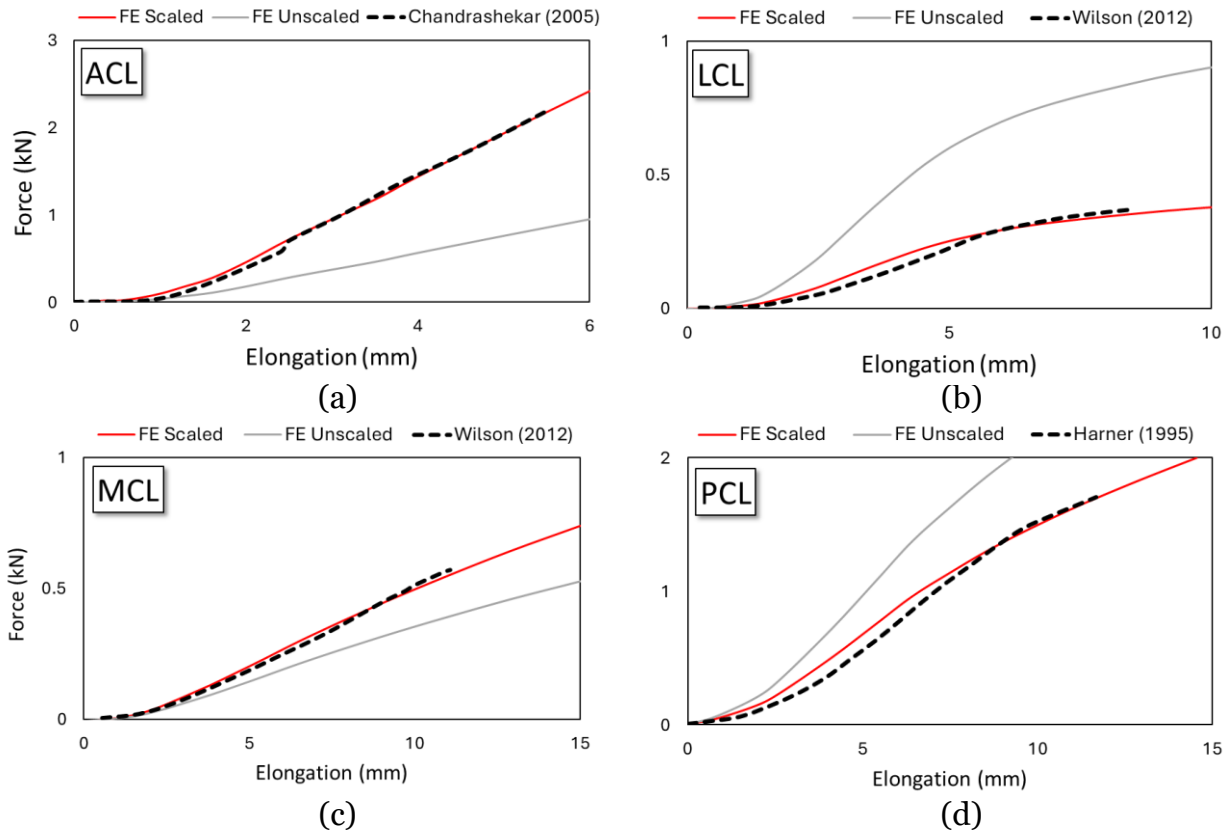 FE Scaled FE Unscaled Chandrashekar (2005)
ACL
3
2
1
0
Force (kN)
0 2 4 6
Elongation (mm)
(a)
FE Scaled FE Unscaled Wilson (2012)
LCL
1
0.5
0
0 5 10
Elongation (mm)
(b)
FE Scaled FE Unscaled Wilson (2012)
MCL
1
0.5
0
Force (kN)
0 5 10 15
Elongation (mm)
(c)
FE Scaled FE Unscaled Harner (1995)
PCL
2
1
0
0 5 10 15
Elongation (mm)
(d)